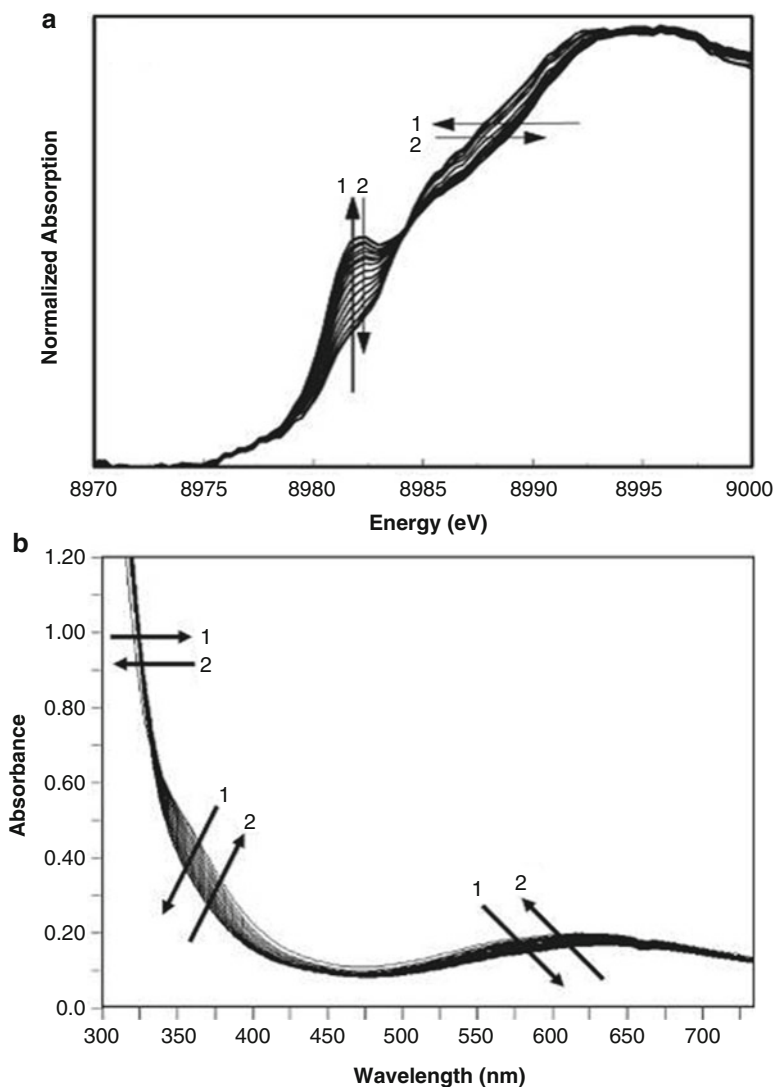 a
Normalized Absorption
1
2
1 2
8970 8975 8980 8985 8990 8995 9000
Energy (eV)
b
Absorbance
1.20
1.00
0.80
0.60
0.40
0.20
0.0
1
2
1
2
1
2
300 350 400 450 500 550 600 650 700
Wavelength (nm)